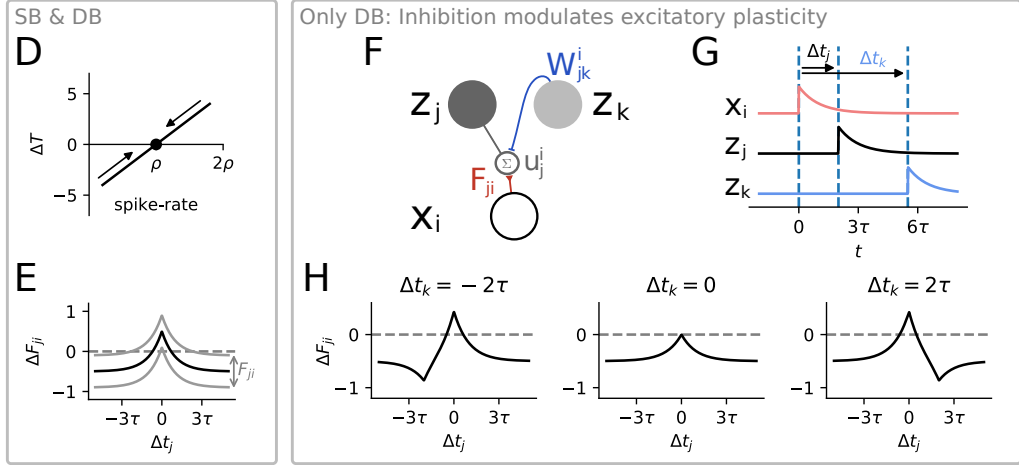 SB & DB
D
5
0
−5
ΔT
ρ
2ρ
spike-rate
E
1
0
−1
ΔF_ji
F_ji
−3τ 0 3τ
Δt_j
Only DB: Inhibition modulates excitatory plasticity
F
W^i_jk
z_j
z_k
Σ
u^i_j
F_ji
x_i
G
Δt_j
Δt_k
x_i
z_j
z_k
0 3τ 6τ
t
H
Δt_k = − 2τ
Δt_k = 0
Δt_k = 2τ
ΔF_ji
0
−1
−3τ 0 3τ
Δt_j
0
−1
−3τ 0 3τ
Δt_j
0
−1
−3τ 0 3τ
Δt_j